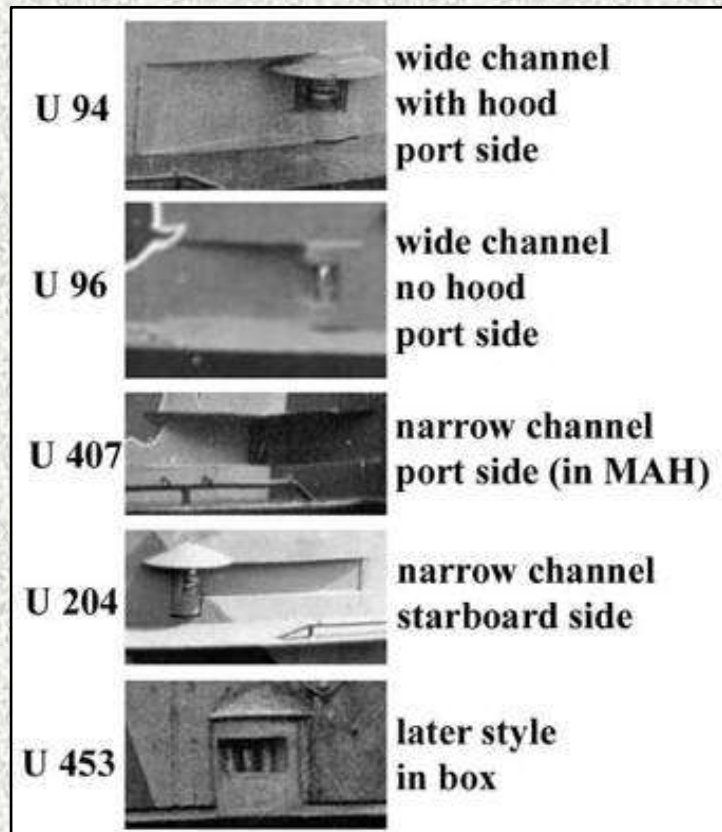 U 94
wide channel
with hood
port side
U 96
wide channel
no hood
port side
U 407
narrow channel
port side (in MAH)
U 204
narrow channel
starboard side
U 453
later style
in box